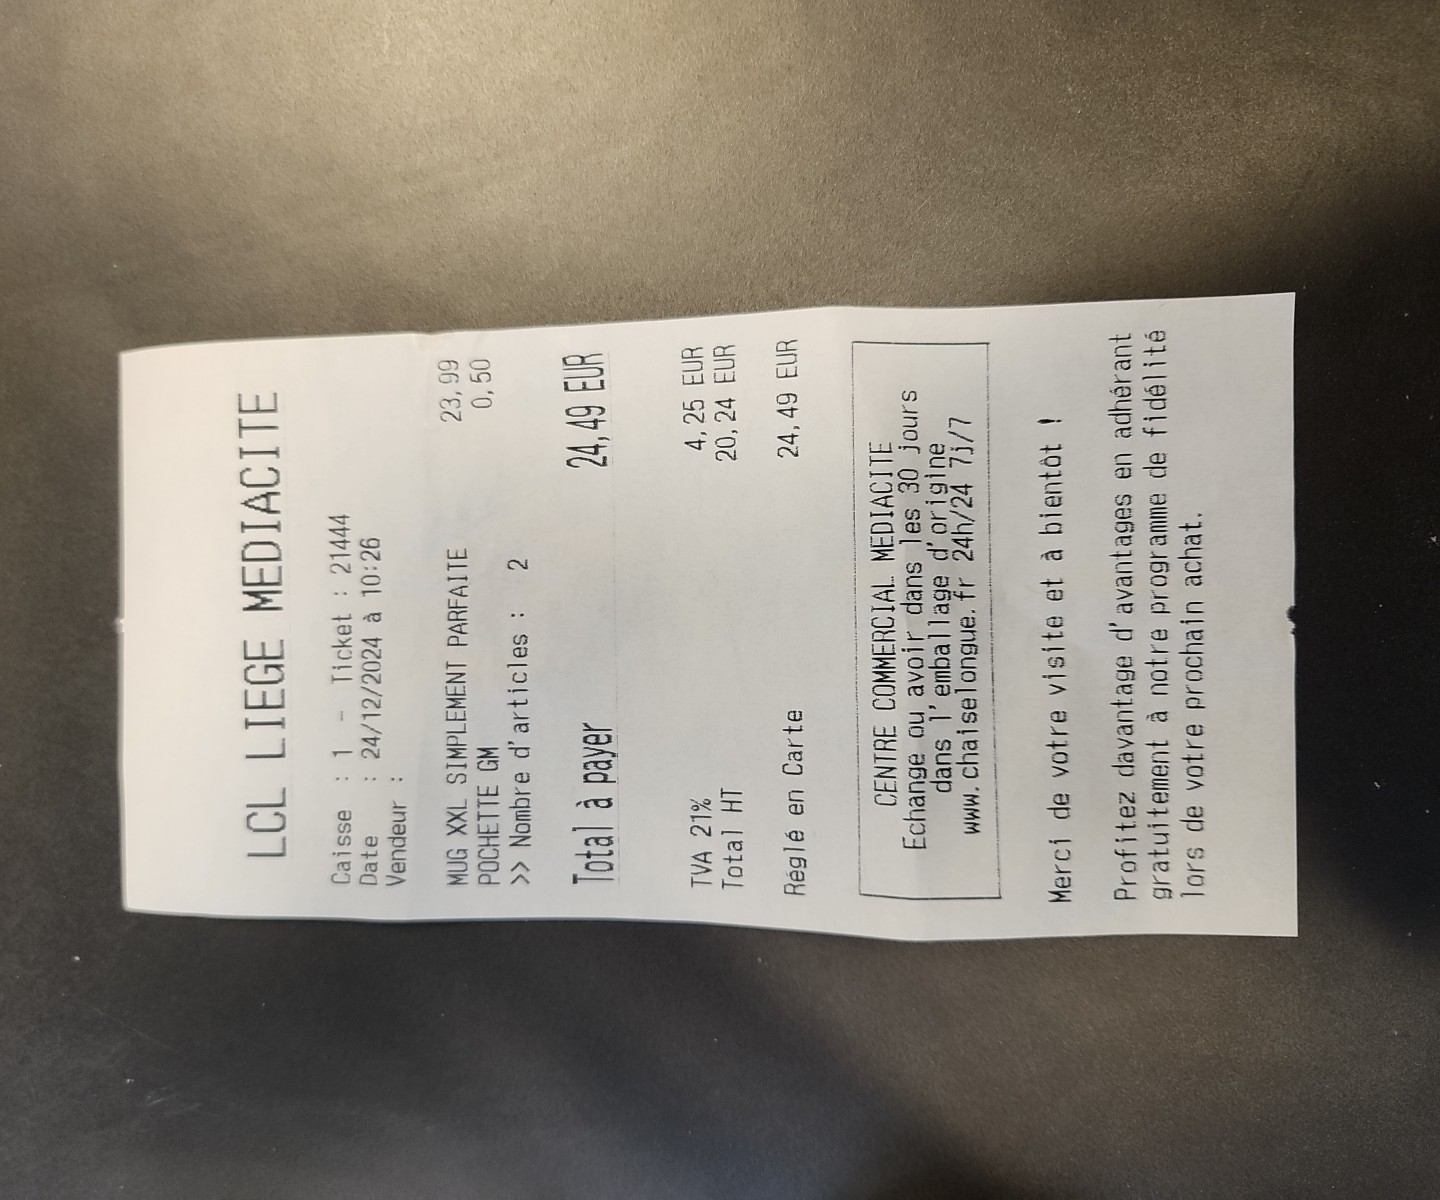 LCL LIEGE MEDIACITE
Caisse : 1 - Ticket : 21444
Date : 24/12/2024 à 10:26
Vendeur :
MUG XXL SIMPLEMENT PARFAITE 23,99
POCHETTE GM 0,50
>> Nombre d'articles : 2
Total à payer 24,49 EUR
TVA 21% 4,25 EUR
Total HT 20,24 EUR
Réglé en Carte 24,49 EUR
CENTRE COMMERCIAL MEDIACITE
Echange ou avoir dans les 30 jours
dans l'emballage d'origine
www.chaiselongue.fr 24h/24 7j/7
Merci de votre visite et à bientôt !
Profitez davantage d'avantages en adhérant
gratuitement à notre programme de fidélité
lors de votre prochain achat.